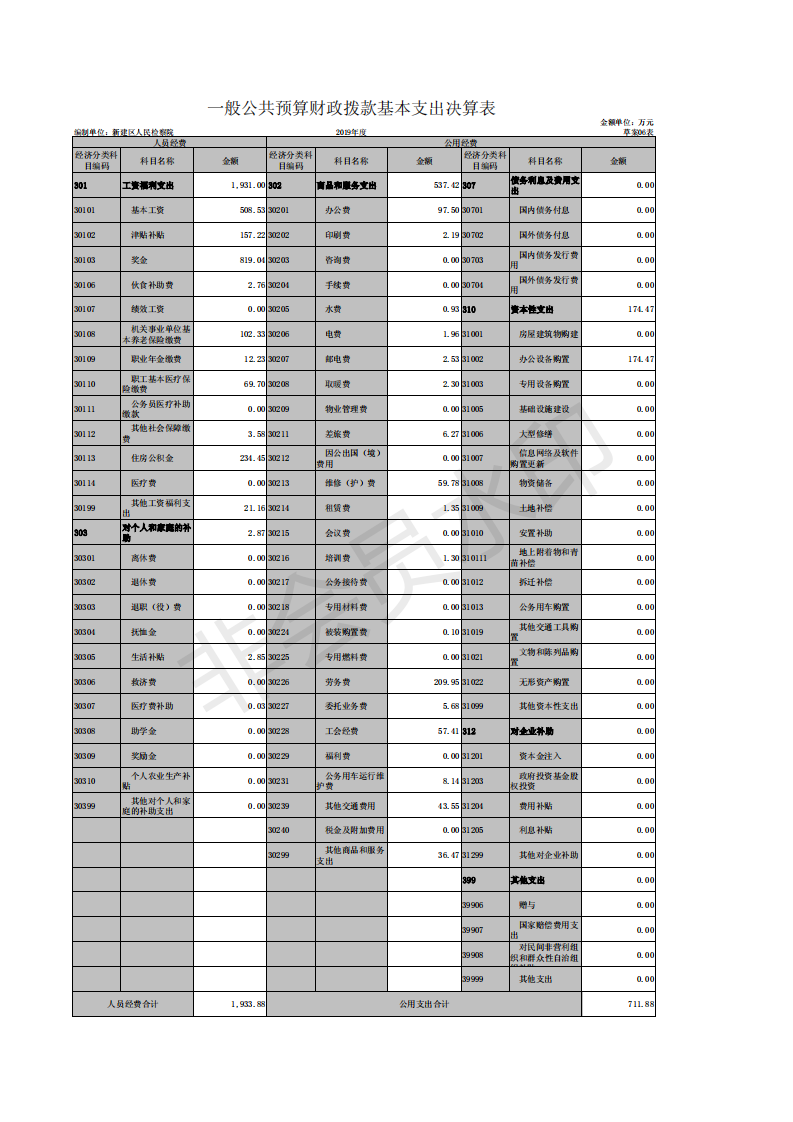 一般公共预算财政拨款基本支出决算表
金额单位：万元
编制单位：新建区人民检察院 2019年度 草案06表
人员经费 公用经费
经济分类科目编码 科目名称 金额 经济分类科目编码 科目名称 金额 经济分类科目编码 科目名称 金额
301 工资福利支出 1,931.00 302 商品和服务支出 537.42 307 债务利息及费用支出 0.00
30101 基本工资 508.53 30201 办公费 97.50 30701 国内债务付息 0.00
30102 津贴补贴 157.22 30202 印刷费 2.19 30702 国外债务付息 0.00
30103 奖金 819.04 30203 咨询费 0.00 30703 国内债务发行费用 0.00
30106 伙食补助费 2.76 30204 手续费 0.00 30704 国外债务发行费用 0.00
30107 绩效工资 0.00 30205 水费 0.93 310 资本性支出 174.47
30108 机关事业单位基本养老保险缴费 102.33 30206 电费 1.96 31001 房屋建筑物购建 0.00
30109 职业年金缴费 12.23 30207 邮电费 2.53 31002 办公设备购置 174.47
30110 职工基本医疗保险缴费 69.70 30208 取暖费 2.30 31003 专用设备购置 0.00
30111 公务员医疗补助缴款 0.00 30209 物业管理费 0.00 31005 基础设施建设 0.00
30112 其他社会保障缴费 3.58 30211 差旅费 6.27 31006 大型修缮 0.00
30113 住房公积金 234.45 30212 因公出国（境）费用 0.00 31007 信息网络及软件购置更新 0.00
30114 医疗费 0.00 30213 维修（护）费 59.78 31008 物资储备 0.00
30199 其他工资福利支出 21.16 30214 租赁费 1.35 31009 土地补偿 0.00
303 对个人和家庭的补助 2.87 30215 会议费 0.00 31010 安置补助 0.00
30301 离休费 0.00 30216 培训费 1.30 310111 地上附着物和青苗补偿 0.00
30302 退休费 0.00 30217 公务接待费 0.00 31012 拆迁补偿 0.00
30303 退职（役）费 0.00 30218 专用材料费 0.00 31013 公务用车购置 0.00
30304 抚恤金 0.00 30224 被装购置费 0.10 31019 其他交通工具购置 0.00
30305 生活补贴 2.85 30225 专用燃料费 0.00 31021 文物和陈列品购置 0.00
30306 救济费 0.00 30226 劳务费 209.95 31022 无形资产购置 0.00
30307 医疗费补助 0.03 30227 委托业务费 5.68 31099 其他资本性支出 0.00
30308 助学金 0.00 30228 工会经费 57.41 312 对企业补助 0.00
30309 奖励金 0.00 30229 福利费 0.00 31201 资本金注入 0.00
30310 个人农业生产补贴 0.00 30231 公务用车运行维护费 8.14 31203 政府投资基金股权投资 0.00
30399 其他对个人和家庭的补助支出 0.00 30239 其他交通费用 43.55 31204 费用补贴 0.00
30240 税金及附加费用 0.00 31205 利息补贴 0.00
30299 其他商品和服务支出 36.47 31299 其他对企业补助 0.00
399 其他支出 0.00
39906 赠与 0.00
39907 国家赔偿费用支出 0.00
39908 对民间非营利组织和群众性自治组 0.00
39999 其他支出 0.00
人员经费合计 1,933.88 公用支出合计 711.88
非会员水印